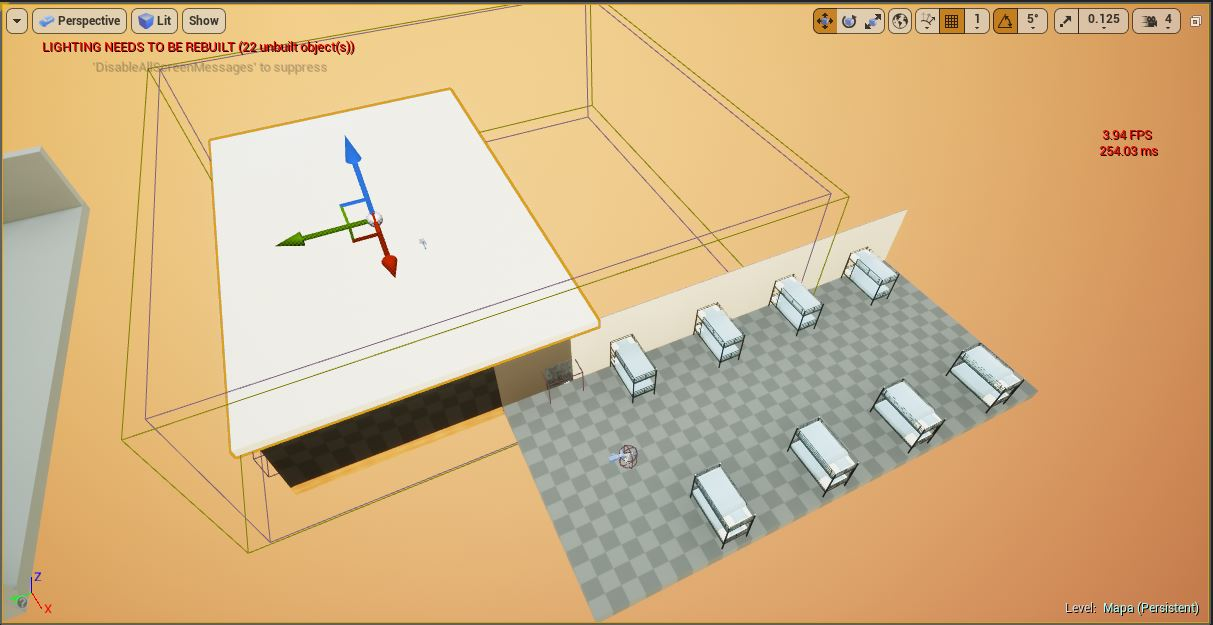 Perspective Lit Show 1 5° 0.125 4
LIGHTING NEEDS TO BE REBUILT (22 unbuilt object(s))
'DisableAllScreenMessages' to suppress
3.94 FPS
254.03 ms
Z
X
Level: Mapa (Persistent)